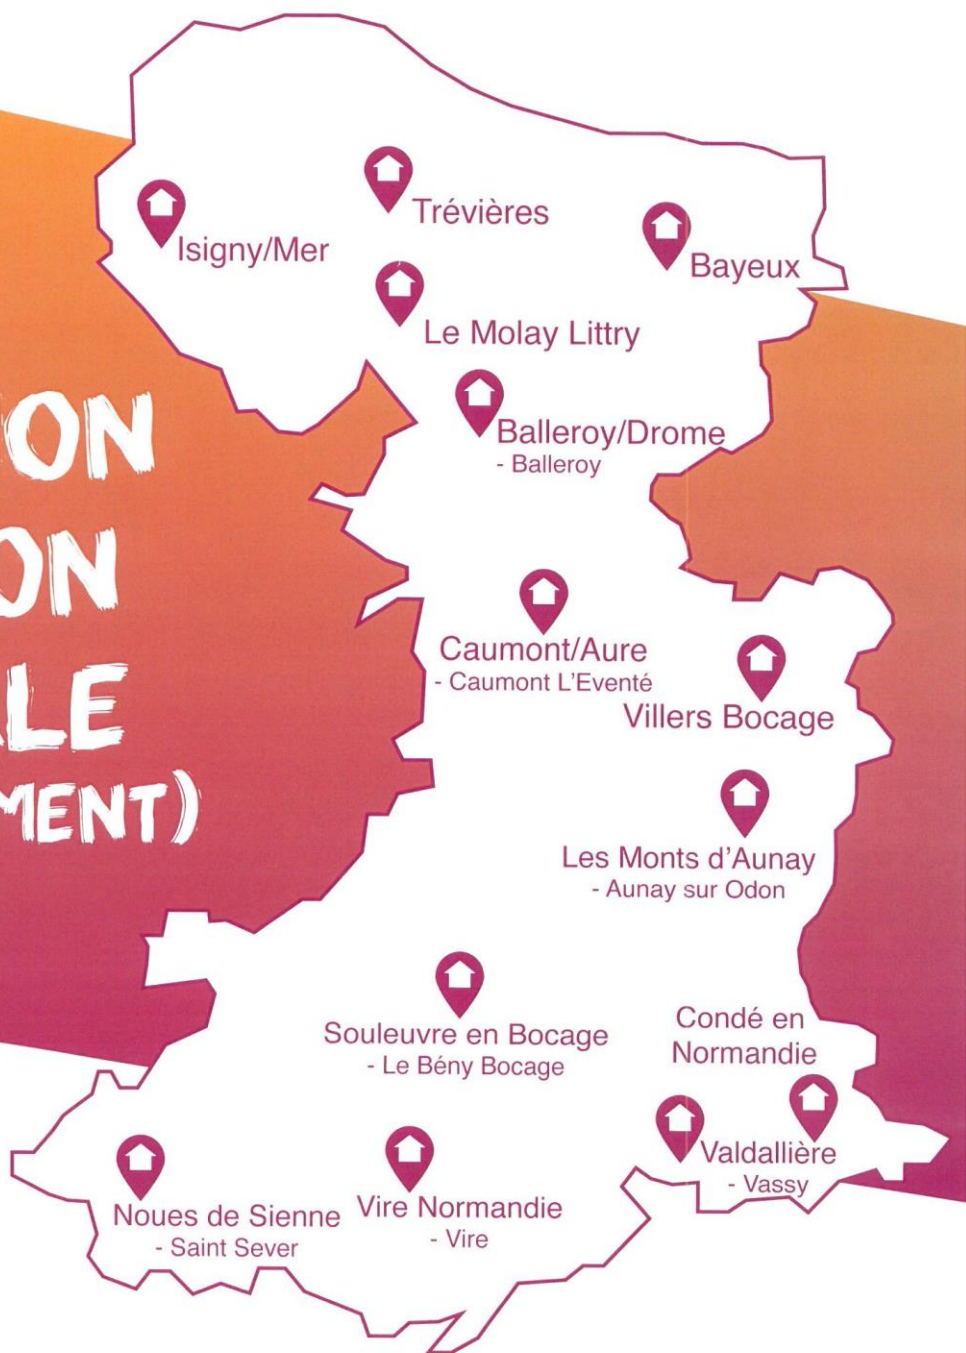 Trévières
Isigny/Mer
Bayeux
Le Molay Littry
Balleroy/Drome
- Balleroy
ON
ON
LE
MENT)
Caumont/Aure
- Caumont L'Eventé
Villers Bocage
Les Monts d'Aunay
- Aunay sur Odon
Souleuvre en Bocage
- Le Bény Bocage
Condé en
Normandie
Valdallière
- Vassy
Noues de Sienne
- Saint Sever
Vire Normandie
- Vire